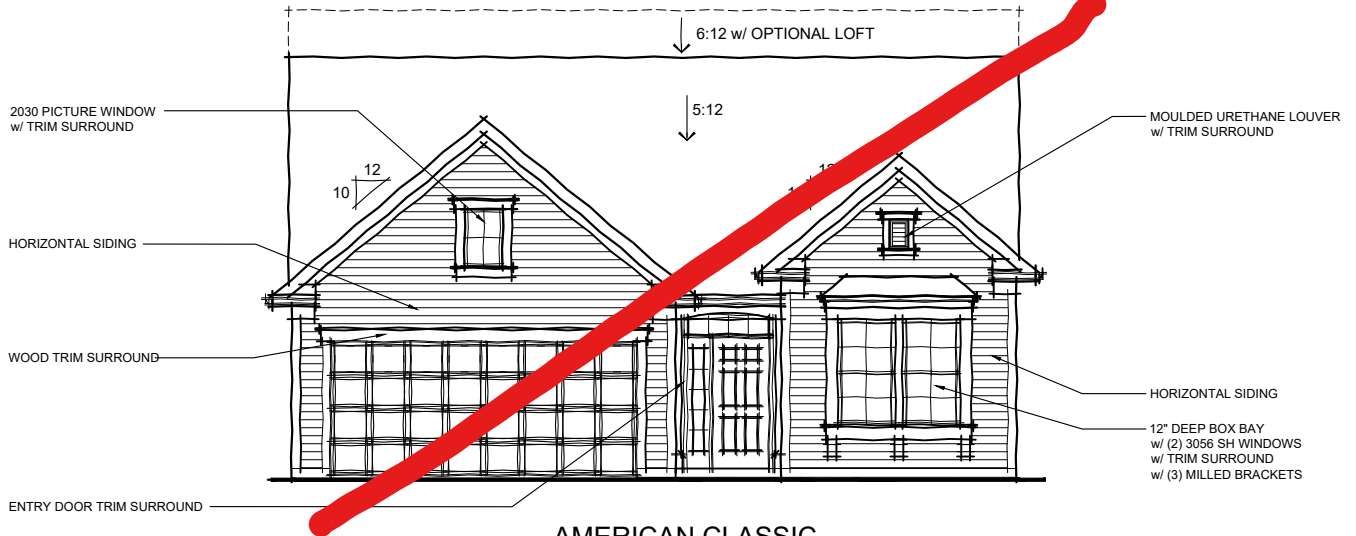 6:12 w/ OPTIONAL LOFT
2030 PICTURE WINDOW
w/ TRIM SURROUND
5:12
MOULDED URETHANE LOUVER
w/ TRIM SURROUND
12
10
HORIZONTAL SIDING
WOOD TRIM SURROUND
HORIZONTAL SIDING
12" DEEP BOX BAY
w/ (2) 3056 SH WINDOWS
w/ TRIM SURROUND
w/ (3) MILLED BRACKETS
ENTRY DOOR TRIM SURROUND
AMERICAN CLASSIC